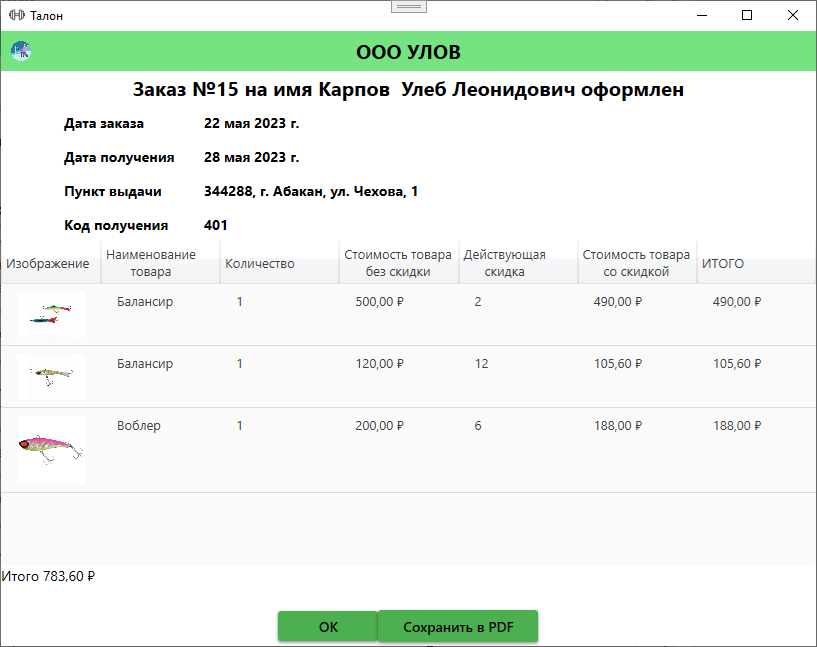 Талон
ООО УЛОВ
Заказ №15 на имя Карпов  Улеб Леонидович оформлен
Дата заказа 22 мая 2023 г.
Дата получения 28 мая 2023 г.
Пункт выдачи 344288, г. Абакан, ул. Чехова, 1
Код получения 401
Изображение Наименование товара Количество Стоимость товара без скидки Действующая скидка Стоимость товара со скидкой ИТОГО
Балансир 1 500,00 ₽ 2 490,00 ₽ 490,00 ₽
Балансир 1 120,00 ₽ 12 105,60 ₽ 105,60 ₽
Воблер 1 200,00 ₽ 6 188,00 ₽ 188,00 ₽
Итого 783,60 ₽
ОК Сохранить в PDF